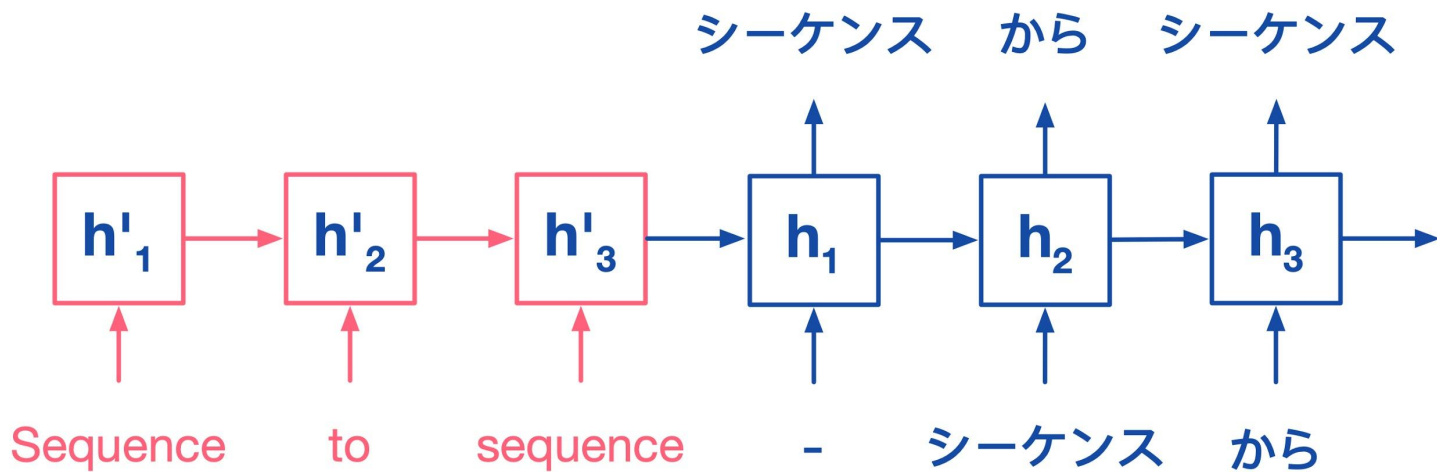 シーケンス から シーケンス
h'1 h'2 h'3 h1 h2 h3
Sequence to sequence - シーケンス から